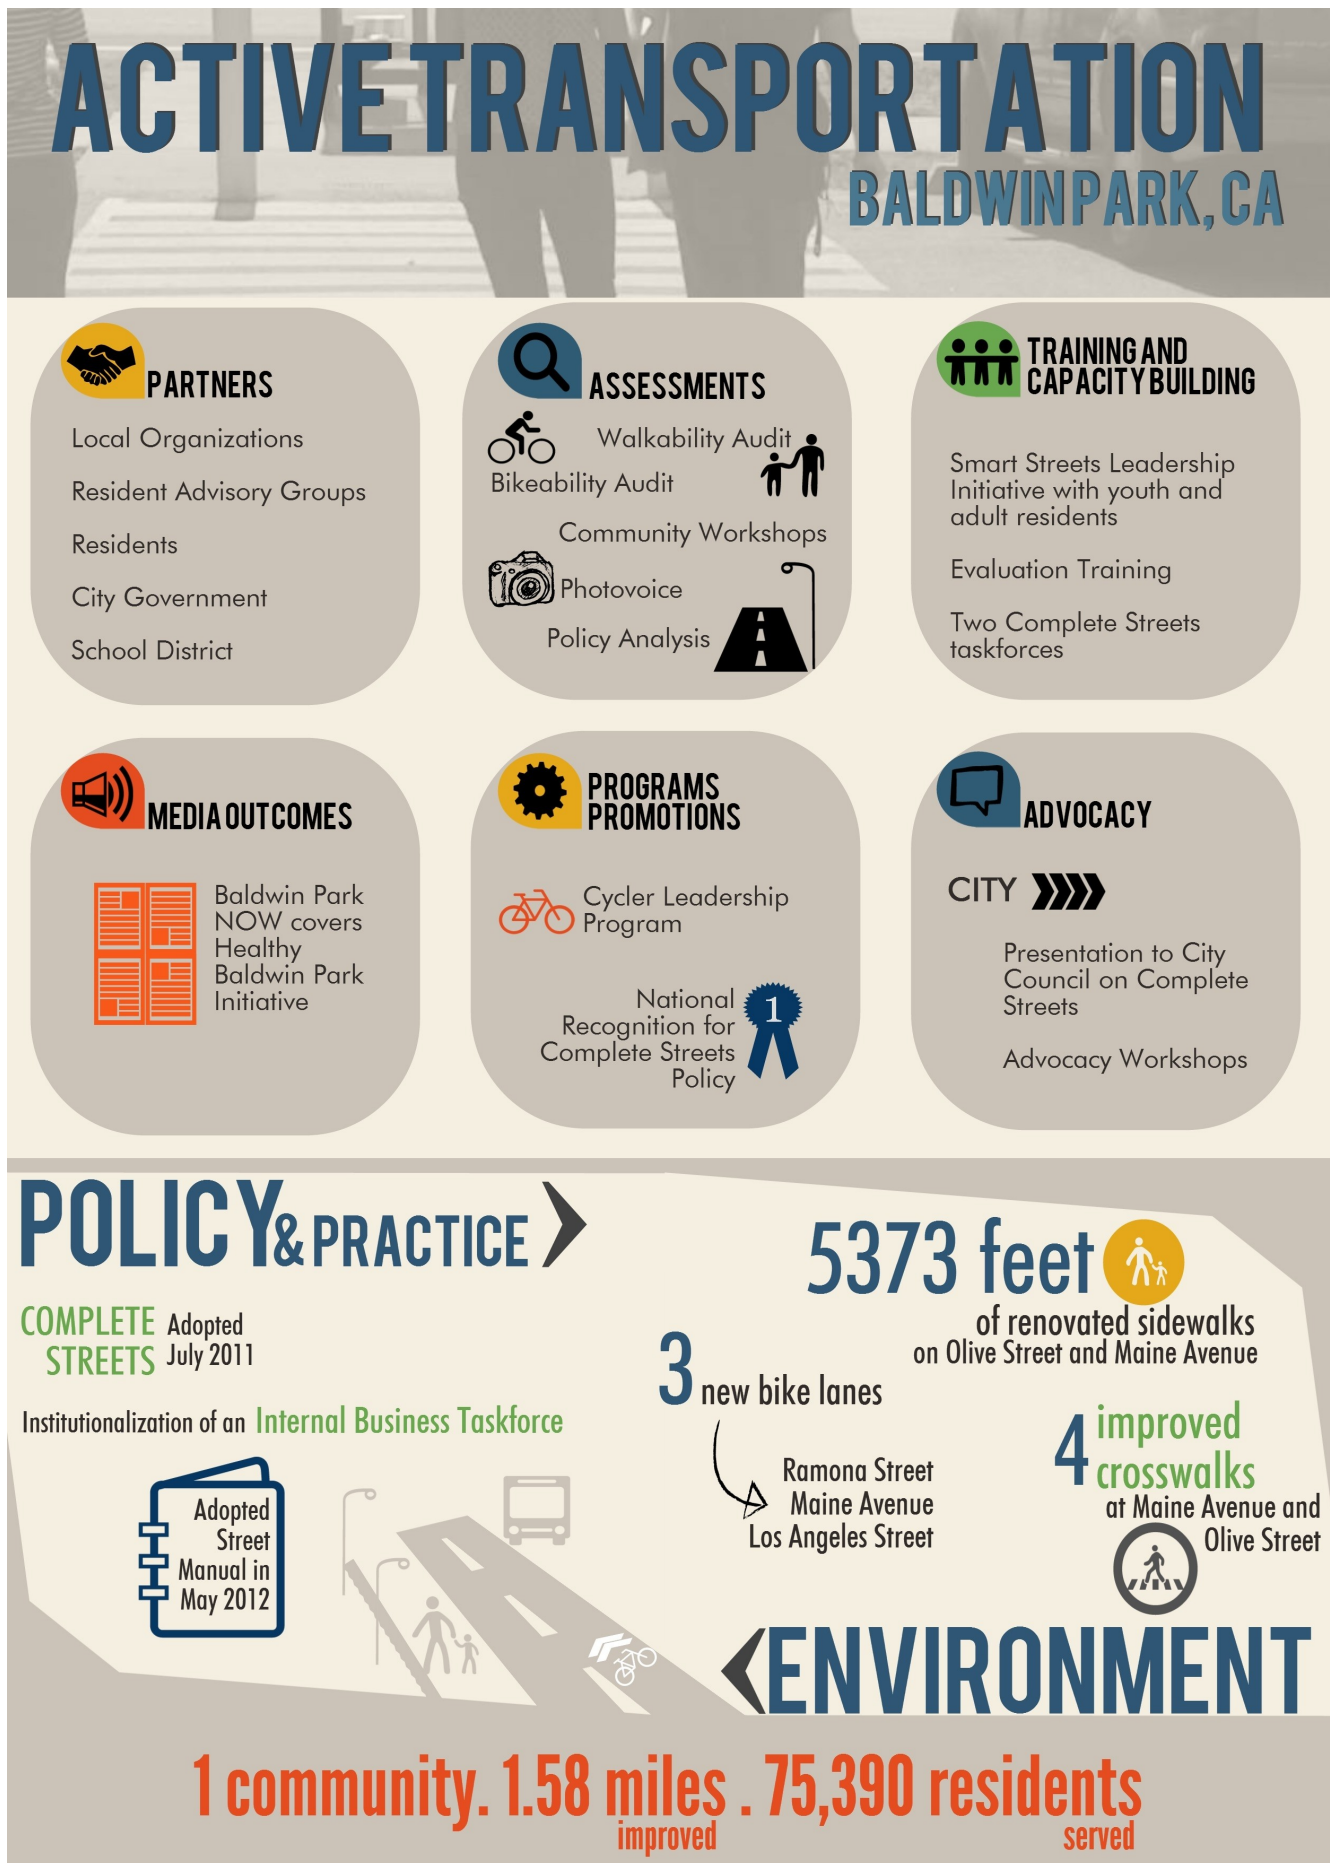 ACTIVE TRANSPORTATION
BALDWIN PARK, CA
PARTNERS
Local Organizations
Resident Advisory Groups
Residents
City Government
School District
ASSESSMENTS
Walkability Audit
Bikeability Audit
Community Workshops
Photovoice
Policy Analysis
TRAINING AND
CAPACITY BUILDING
Smart Streets Leadership
Initiative with youth and
adult residents
Evaluation Training
Two Complete Streets
taskforces
MEDIA OUTCOMES
Baldwin Park
NOW covers
Healthy
Baldwin Park
Initiative
PROGRAMS
PROMOTIONS
Cycler Leadership
Program
National
Recognition for
Complete Streets
Policy
1
ADVOCACY
CITY
Presentation to City
Council on Complete
Streets
Advocacy Workshops
POLICY & PRACTICE
COMPLETE
STREETS
Adopted
July 2011
Institutionalization of an Internal Business Taskforce
Adopted
Street
Manual in
May 2012
5373 feet
of renovated sidewalks
on Olive Street and Maine Avenue
3 new bike lanes
Ramona Street
Maine Avenue
Los Angeles Street
4 improved
crosswalks
at Maine Avenue and
Olive Street
ENVIRONMENT
1 community. 1.58 miles . 75,390 residents
improved served